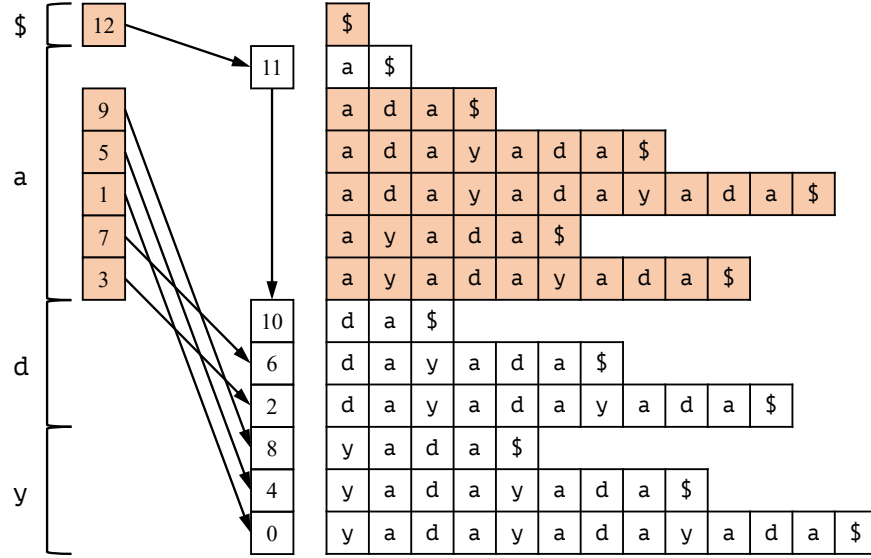 $ 12 $
11 a $
9 a d a $
5 a d a y a d a $
a 1 a d a y a d a y a d a $
7 a y a d a $
3 a y a d a y a d a $
10 d a $
d 6 d a y a d a $
2 d a y a d a y a d a $
8 y a d a $
y 4 y a d a y a d a $
0 y a d a y a d a y a d a $